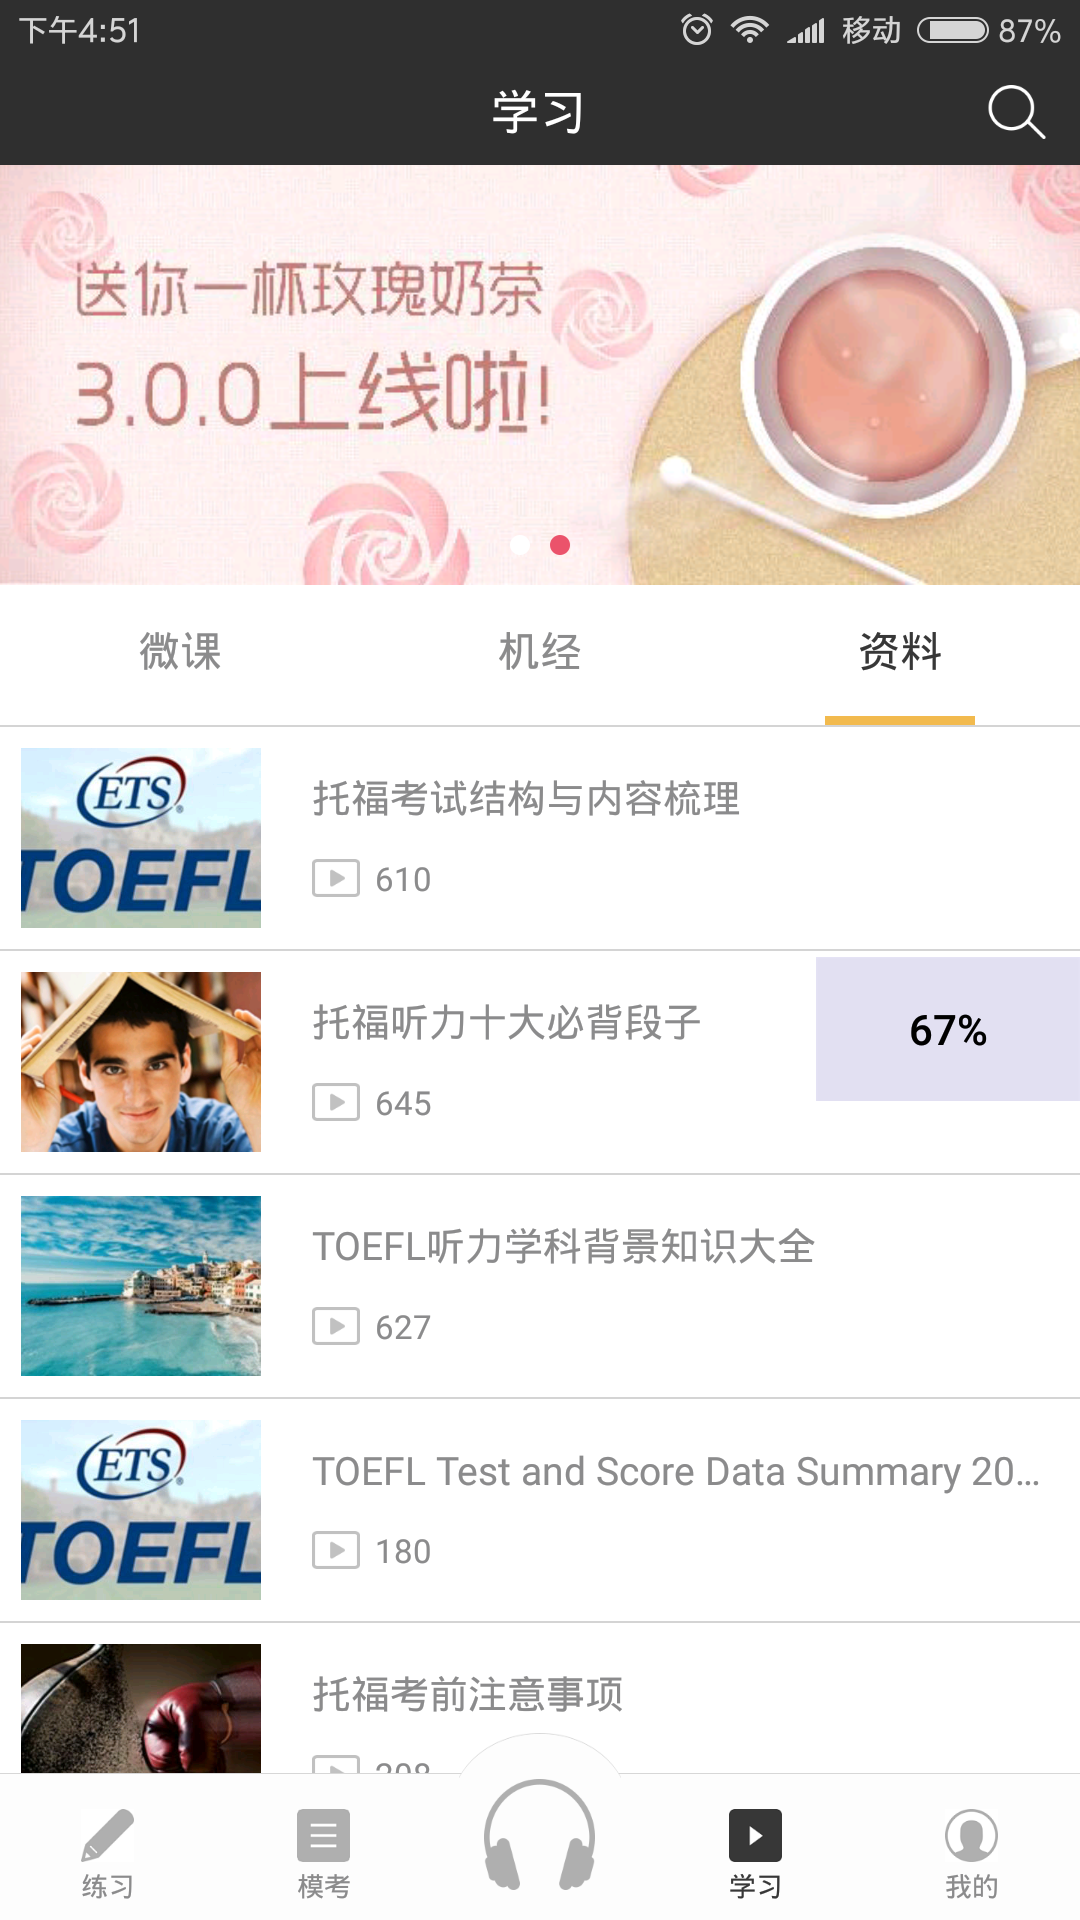 下午4:51
移动 87%
学习
送你一杯玫瑰奶茶
3.0.0上线啦!
微课 机经 资料
ETS
TOEFL
托福考试结构与内容梳理
610
托福听力十大必背段子
67%
645
TOEFL听力学科背景知识大全
627
ETS
TOEFL
TOEFL Test and Score Data Summary 20...
180
托福考前注意事项
练习 模考 学习 我的